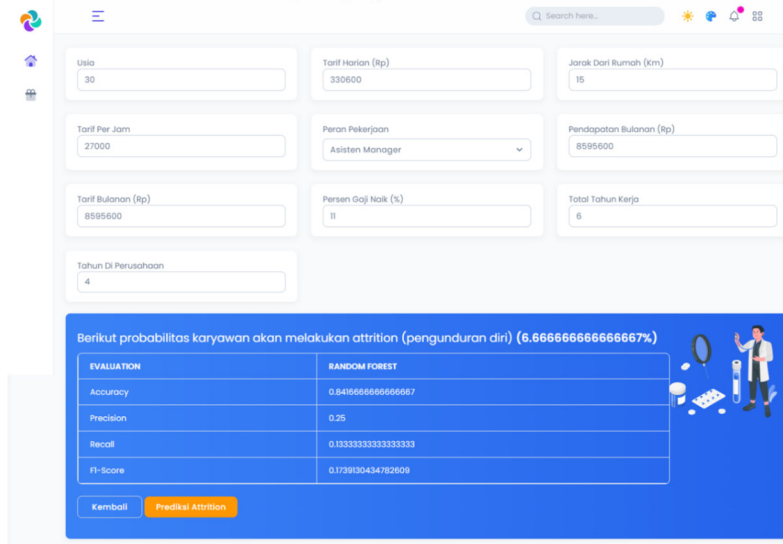 Search here..
Usia
30
Tarif Harian (Rp)
330600
Jarak Dari Rumah (Km)
15
Tarif Per Jam
27000
Peran Pekerjaan
Asisten Manager
Pendapatan Bulanan (Rp)
8595600
Tarif Bulanan (Rp)
8595600
Persen Gaji Naik (%)
11
Total Tahun Kerja
6
Tahun Di Perusahaan
4
Berikut probabilitas karyawan akan melakukan attrition (pengunduran diri) (6.666666666666667%)
EVALUATION RANDOM FOREST
Accuracy 0.8416666666666667
Precision 0.25
Recall 0.13333333333333333
F1-Score 0.1739130434782609
Kembali Prediksi Attrition